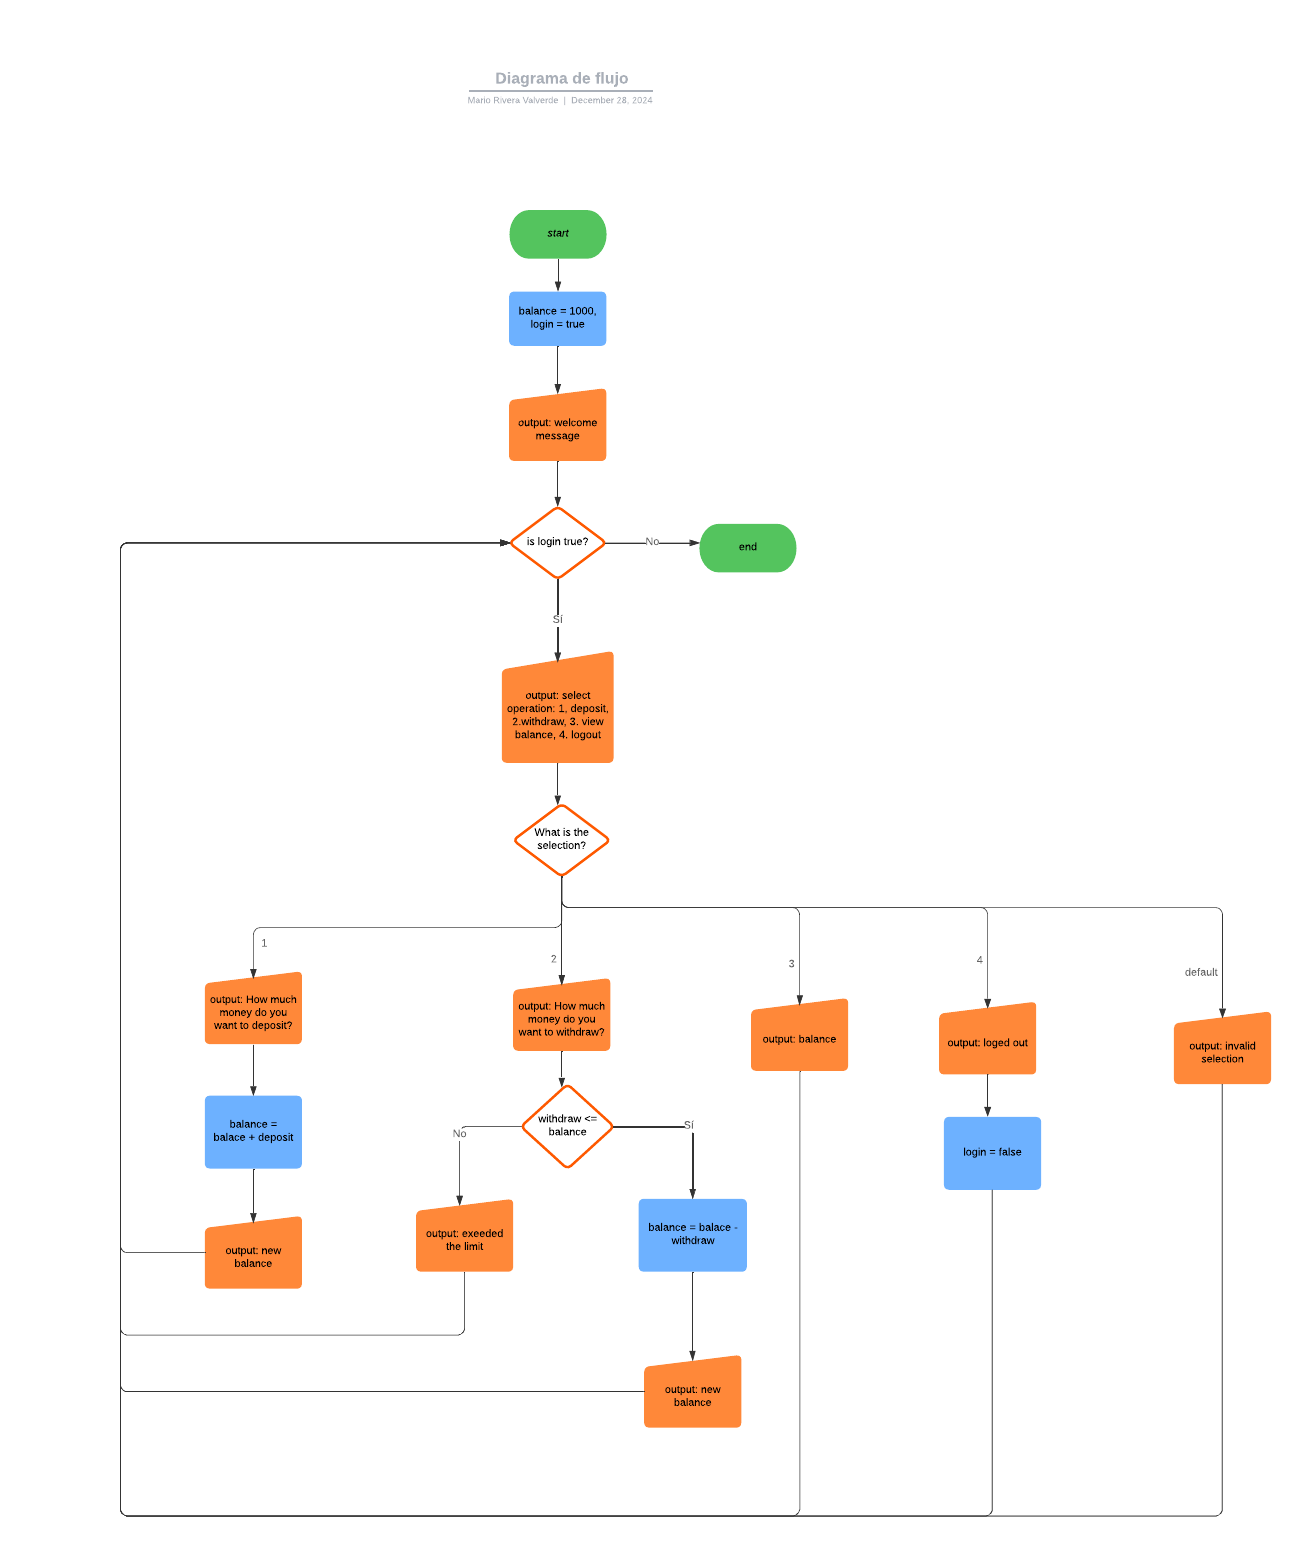 Diagrama de flujo
Mario Rivera Valverde | December 28, 2024
start
balance = 1000,
login = true
output: welcome
message
is login true?
No
end
Sí
output: select
operation: 1, deposit,
2.withdraw, 3. view
balance, 4. logout
What is the
selection?
1
2
3
4
default
output: How much
money do you
want to deposit?
output: How much
money do you
want to withdraw?
output: balance
output: loged out
output: invalid
selection
balance =
balace + deposit
withdraw <=
balance
No
Sí
login = false
output: new
balance
output: exeeded
the limit
balance = balace -
withdraw
output: new
balance